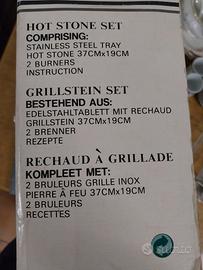 HOT STONE SET
COMPRISING:
STAINLESS STEEL TRAY
HOT STONE 37CMx19CM
2 BURNERS
INSTRUCTION
GRILLSTEIN SET
BESTEHEND AUS:
EDELSTAHLTABLETT MIT RECHAUD
GRILLSTEIN 37CMx19CM
2 BRENNER
REZEPTE
RECHAUD À GRILLADE
KOMPLEET MET:
2 BRULEURS GRILLE INOX
PIERRE À FEU 37CMx19CM
2 BRULEURS
RECETTES
subito